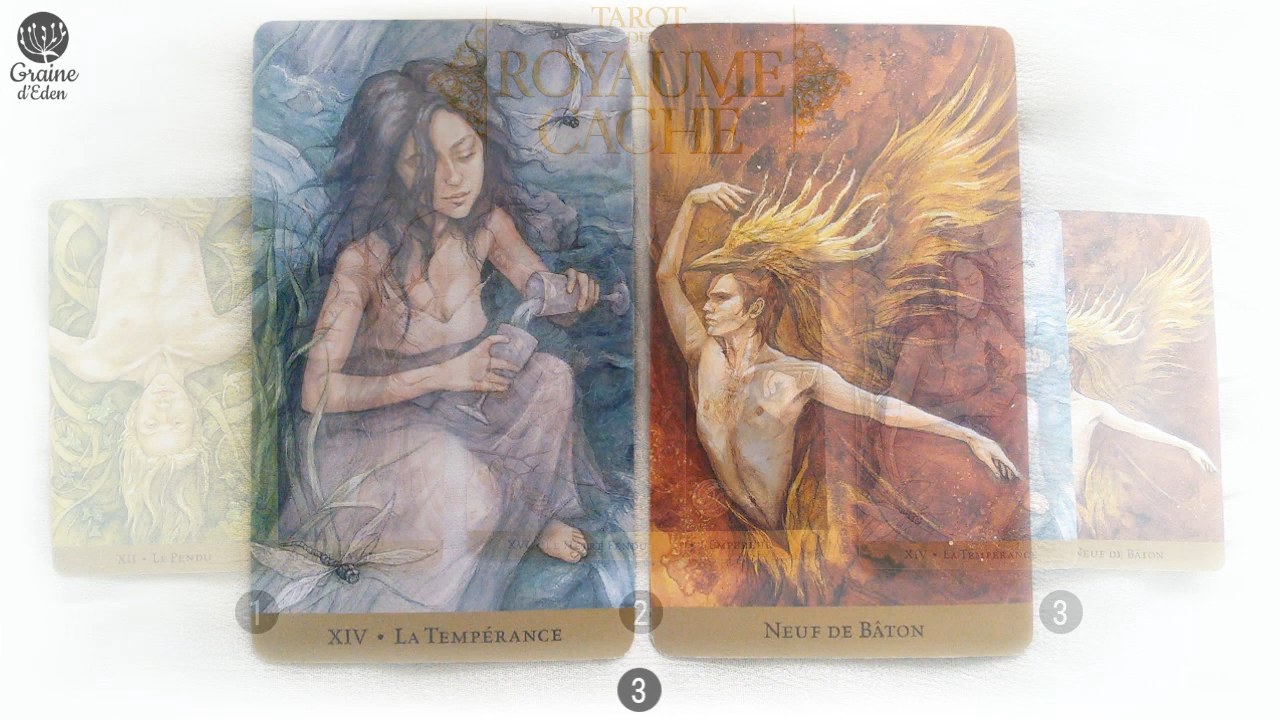 Graine
d'Eden
TAROT
DU
ROYAUME
CACHÉ
XII • LE PENDU
XIV • LA TEMPÉRANCE
NEUF DE BÂTON
1
2
3
XIV • LA TEMPÉRANCE
NEUF DE BÂTON
3